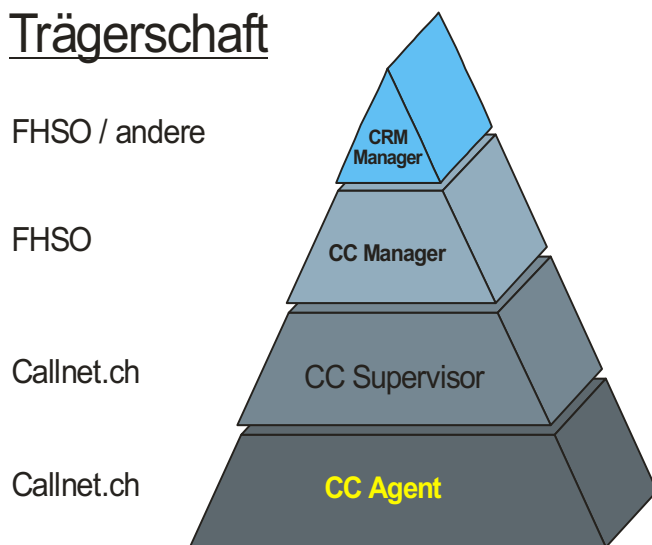 Trägerschaft
FHSO / andere
CRM
Manager
FHSO
CC Manager
Callnet.ch
CC Supervisor
Callnet.ch
CC Agent